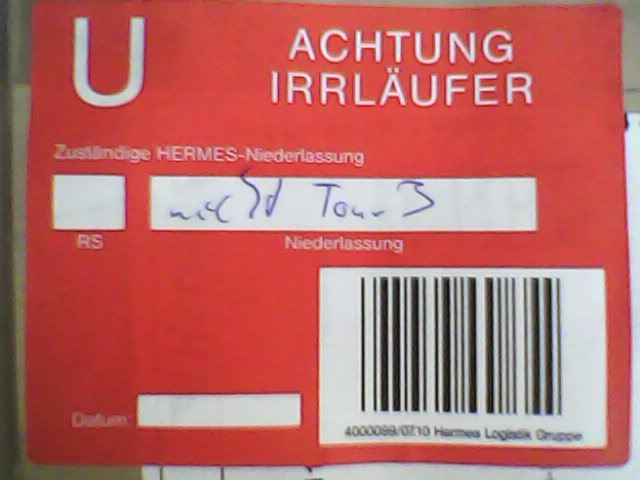 U
ACHTUNG
IRRLÄUFER
Zuständige HERMES-Niederlassung
Tour 3
RS
Niederlassung
Datum:
4000099/07.10 Hermes Logistik Gruppe